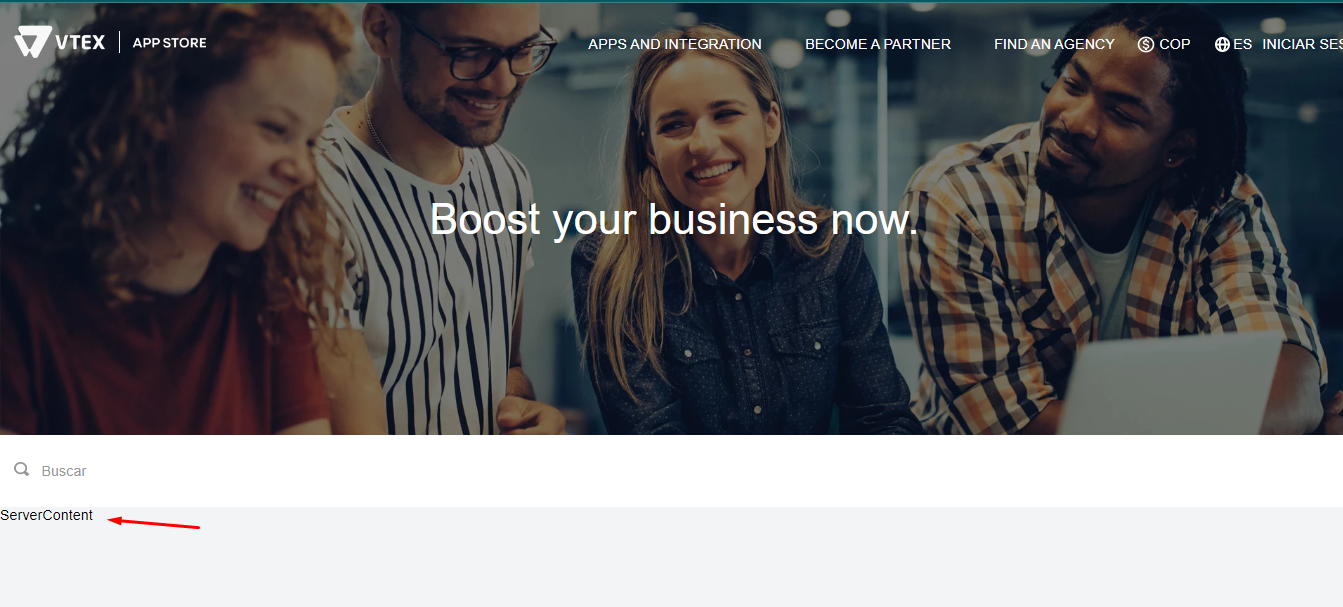 VTEX | APP STORE APPS AND INTEGRATION BECOME A PARTNER FIND AN AGENCY COP ES INICIAR SES
Boost your business now.
Buscar
ServerContent